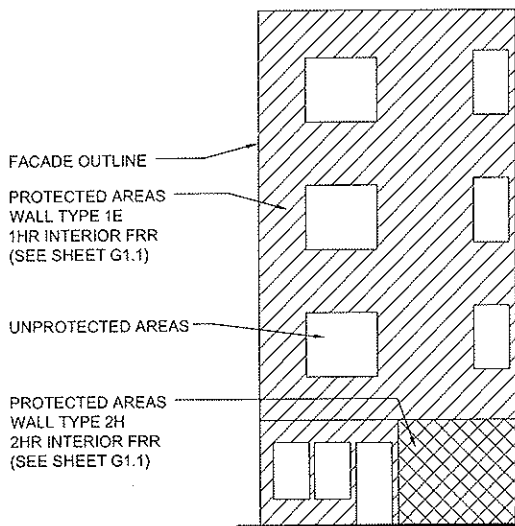 FACADE OUTLINE
PROTECTED AREAS
WALL TYPE 1E
1HR INTERIOR FRR
(SEE SHEET G1.1)
UNPROTECTED AREAS
PROTECTED AREAS
WALL TYPE 2H
2HR INTERIOR FRR
(SEE SHEET G1.1)